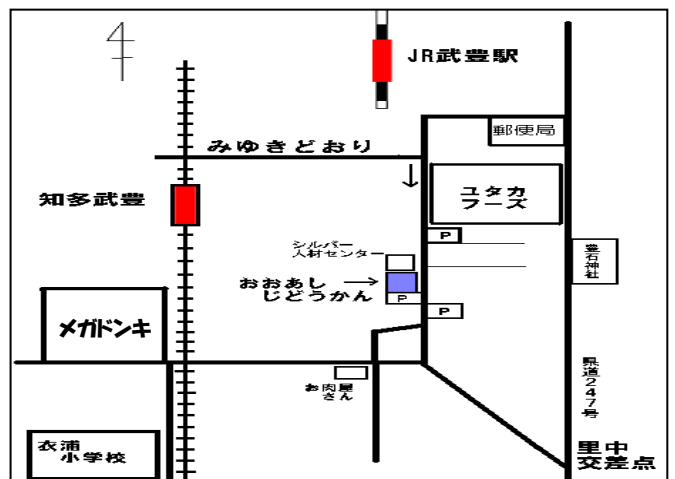 JR武豊駅
郵便局
みゆきどおり
知多武豊
ユタカ
フーズ
P
シルバー
人材センター
豊石神社
おおあし
じどうかん
P
P
メガドンキ
お肉屋
さん
県道247号
衣浦
小学校
里中
交差点